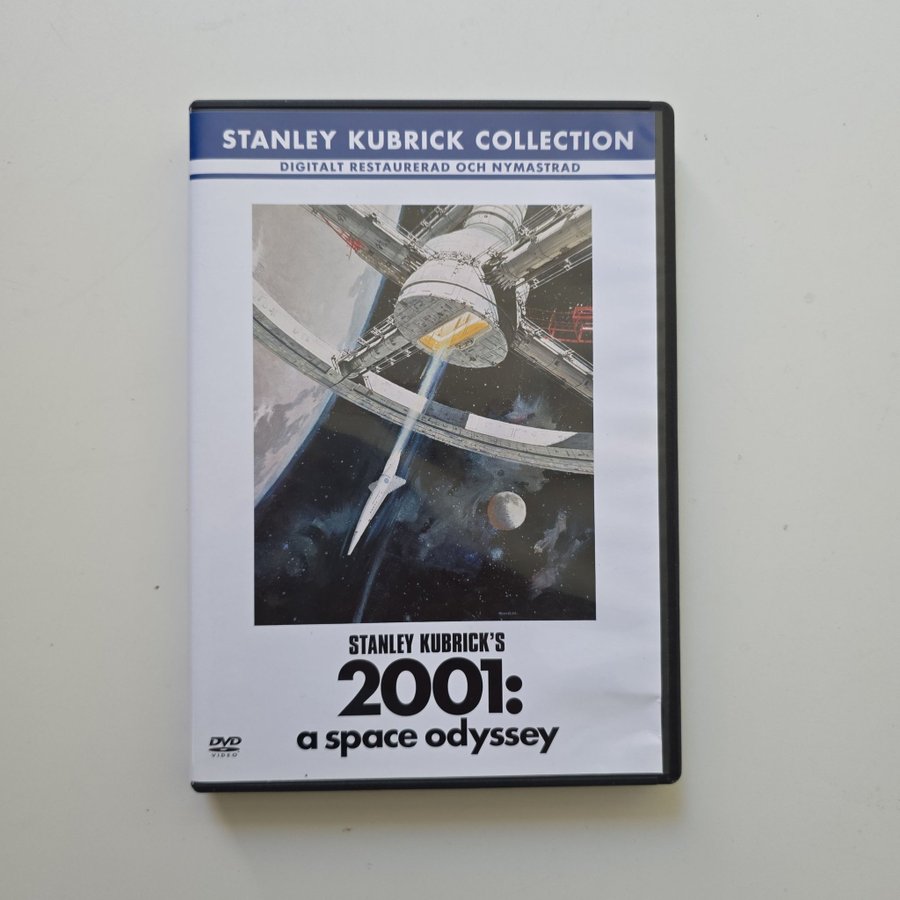 STANLEY KUBRICK COLLECTION
DIGITALT RESTAURERAD OCH NYMASTRAD
STANLEY KUBRICK'S
2001:
a space odyssey
DVD
VIDEO